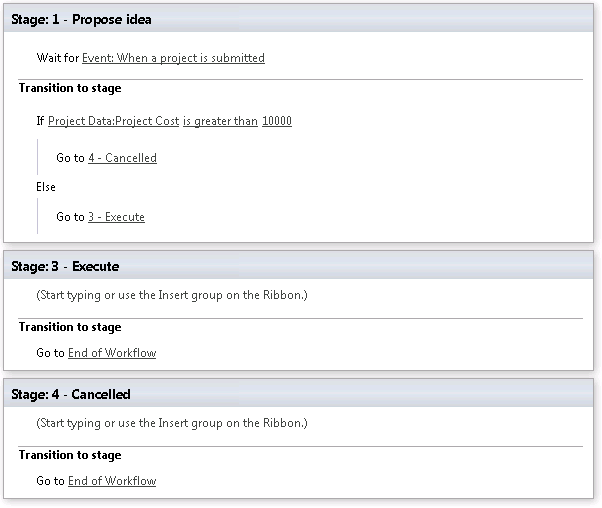 Stage: 1 - Propose idea
Wait for Event: When a project is submitted
Transition to stage
If Project Data:Project Cost is greater than 10000
Go to 4 - Cancelled
Else
Go to 3 - Execute
Stage: 3 - Execute
(Start typing or use the Insert group on the Ribbon.)
Transition to stage
Go to End of Workflow
Stage: 4 - Cancelled
(Start typing or use the Insert group on the Ribbon.)
Transition to stage
Go to End of Workflow